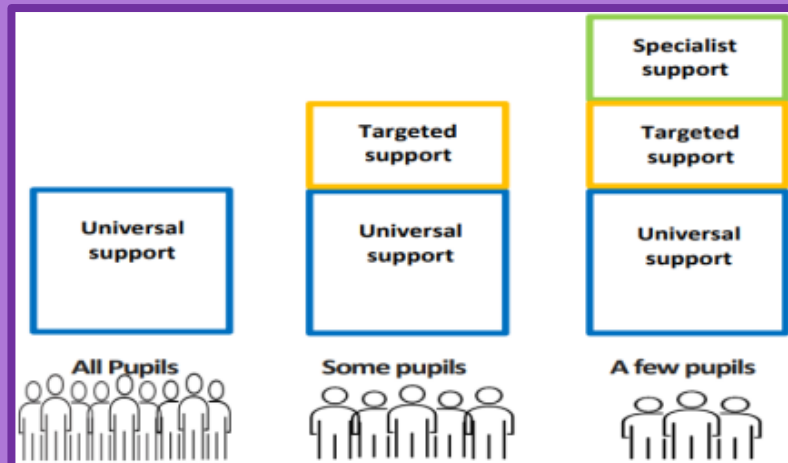 Specialist
support
Targeted
support
Targeted
support
Universal
support
Universal
support
Universal
support
All Pupils
Some pupils
A few pupils